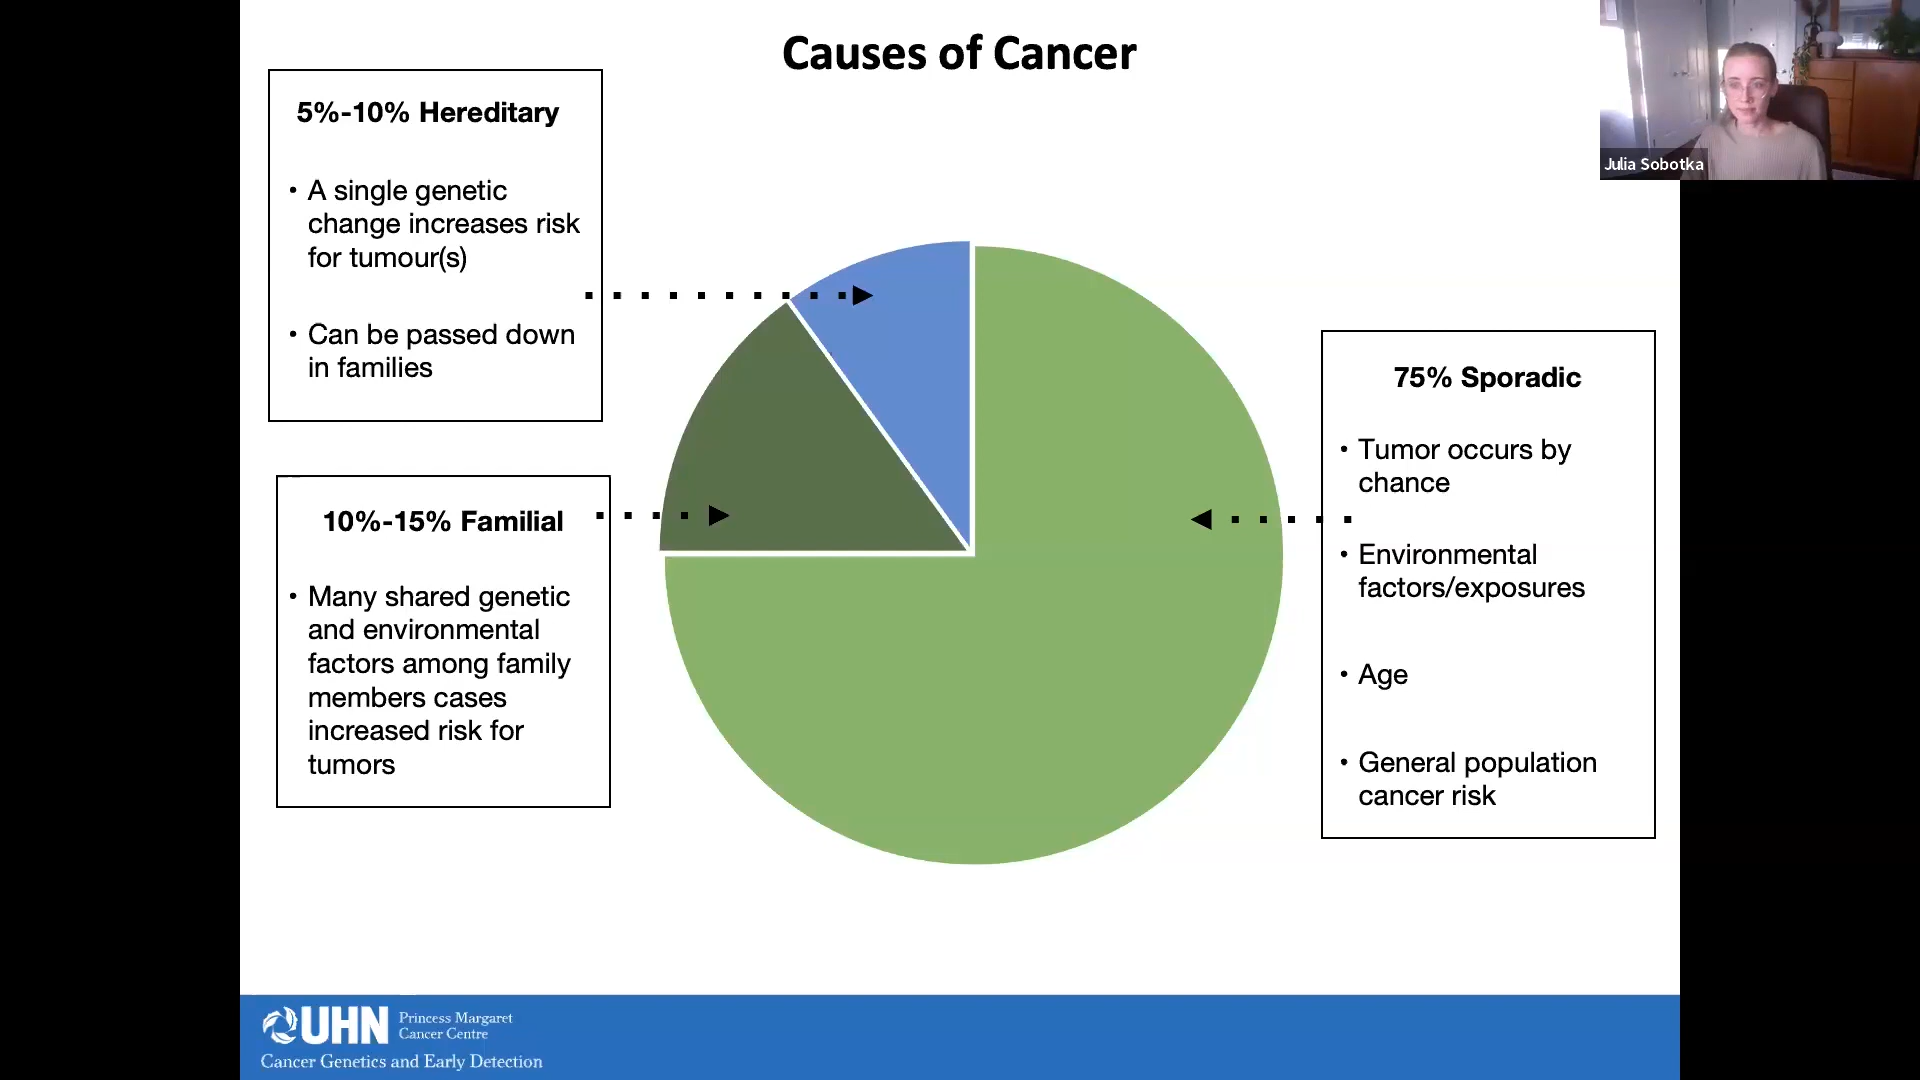 Causes of Cancer
5%-10% Hereditary
• A single genetic
change increases risk
for tumour(s)
• Can be passed down
in families
10%-15% Familial
• Many shared genetic
and environmental
factors among family
members cases
increased risk for
tumors
75% Sporadic
• Tumor occurs by
chance
• Environmental
factors/exposures
• Age
• General population
cancer risk
Julia Sobotka
UHN
Princess Margaret
Cancer Centre
Cancer Genetics and Early Detection